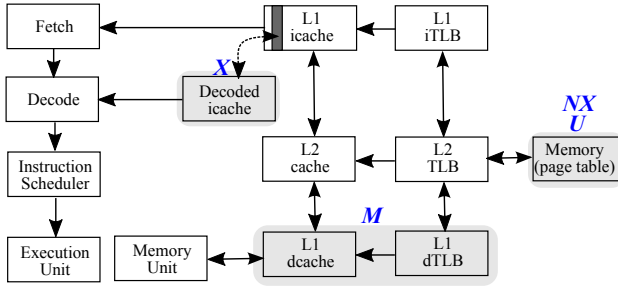 Fetch
L1
icache
L1
iTLB
X
Decode
Decoded
icache
NX
U
Instruction
Scheduler
L2
cache
L2
TLB
Memory
(page table)
M
Execution
Unit
Memory
Unit
L1
dcache
L1
dTLB